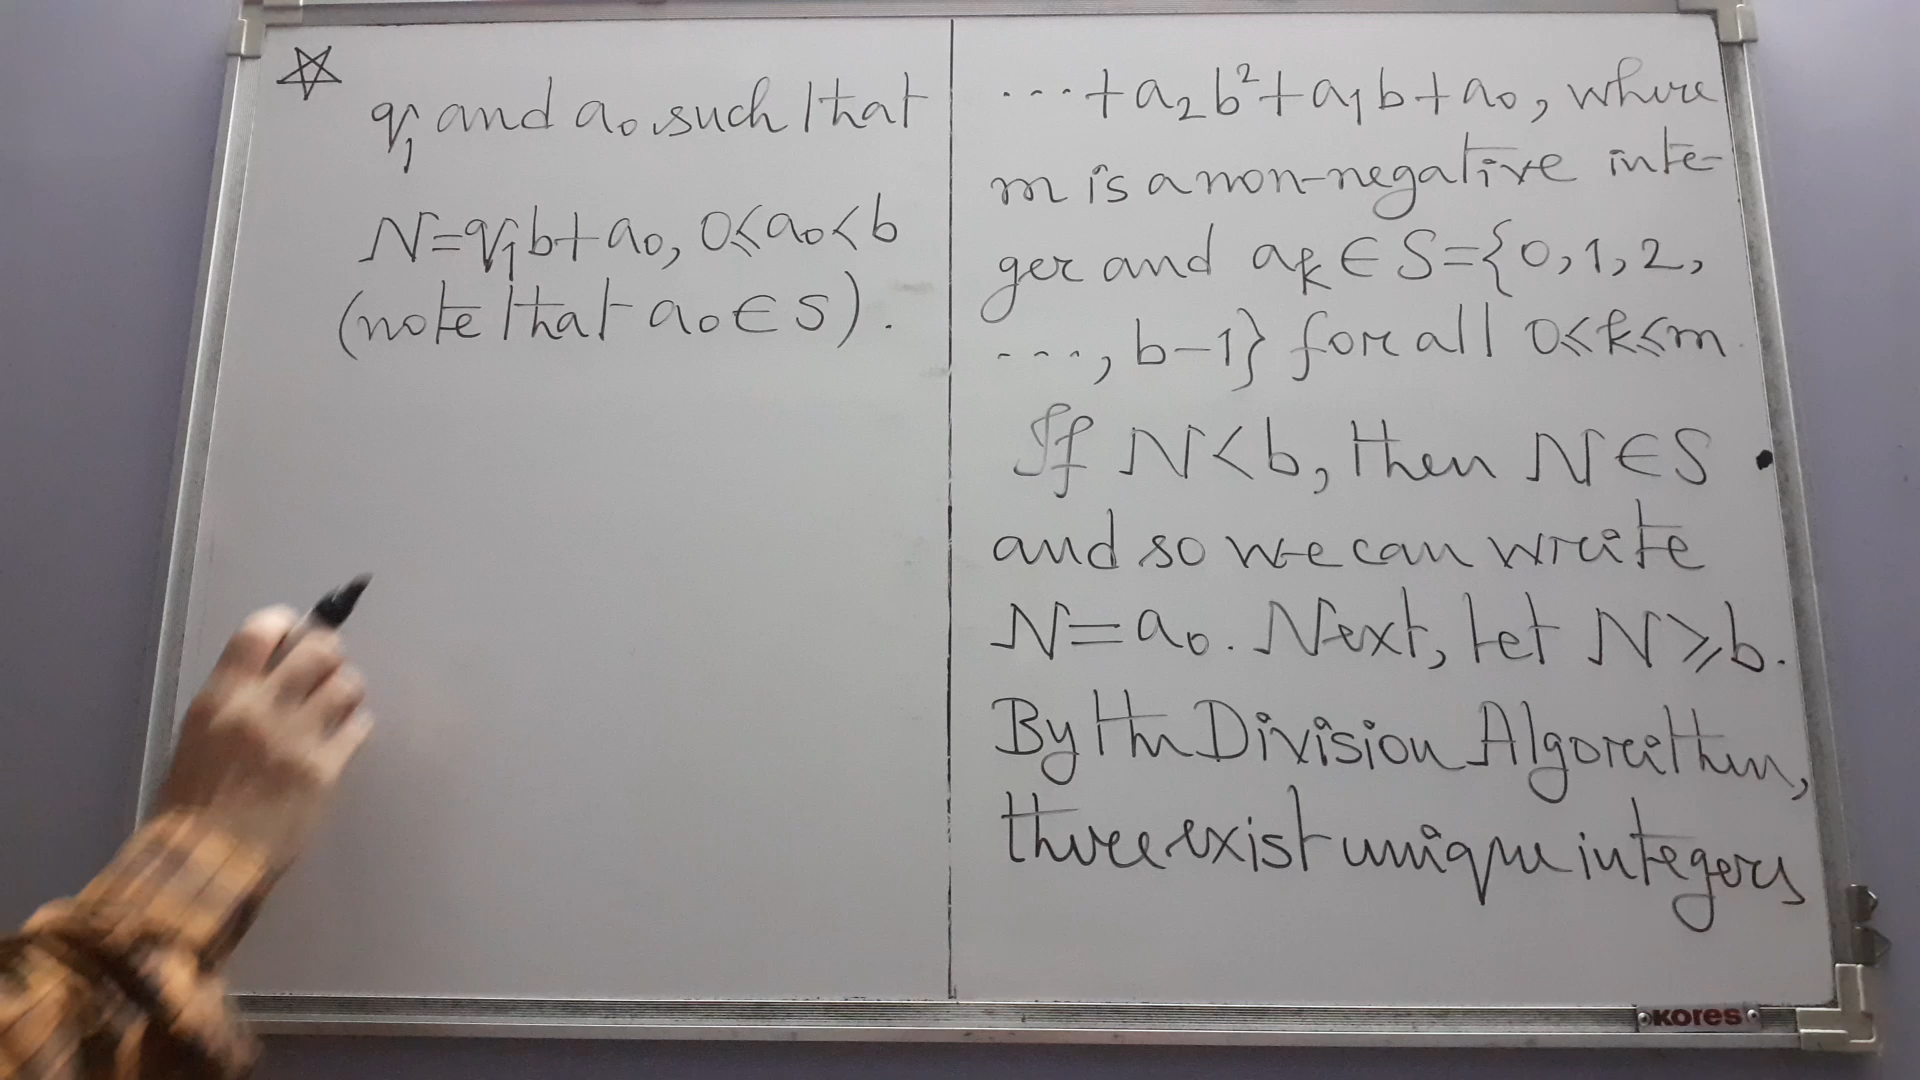 q₁ and a₀ such that
N=q₁b+a₀, 0≤a₀<b
(note that a₀∈S).
...+a₂b²+a₁b+a₀, where
m is a non-negative inte-
ger and aₖ∈S={0,1,2,
...,b-1} for all 0≤k≤m
If N<b, then N∈S
and so we can write
N=a₀. Next, let N≥b.
By the Division Algorithm,
there exist unique integers
KORES